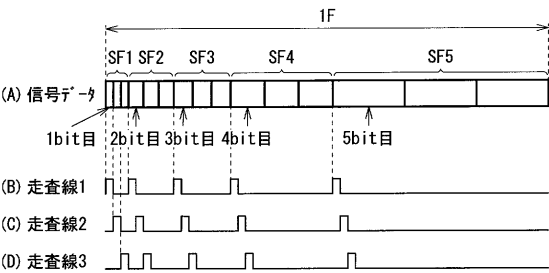 1F
SF1 SF2 SF3 SF4 SF5
(A) 信号ﾃﾞｰﾀ
1bit目 2bit目 3bit目 4bit目 5bit目
(B) 走査線1
(C) 走査線2
(D) 走査線3